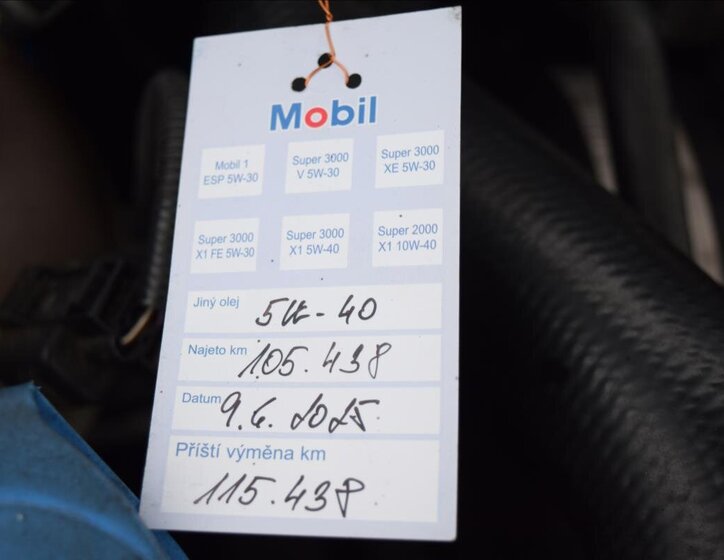 Mobil
Mobil 1
ESP 5W-30
Super 3000
V 5W-30
Super 3000
XE 5W-30
Super 3000
X1 FE 5W-30
Super 3000
X1 5W-40
Super 2000
X1 10W-40
Jiný olej 5W-40
Najeto km 105.438
Datum 9.6.2025
Příští výměna km
115.438